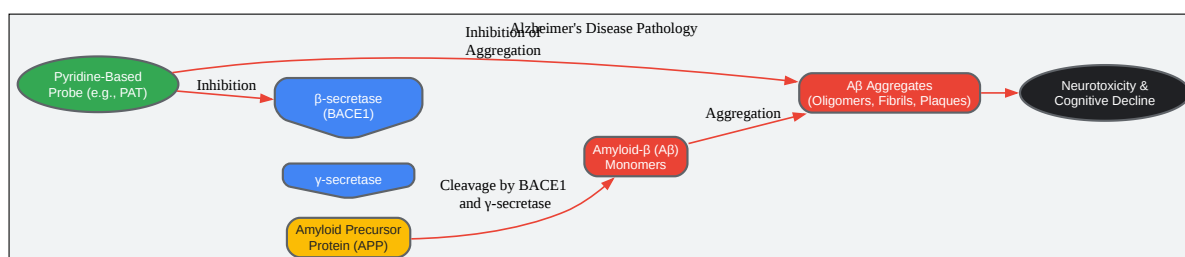 Alzheimer's Disease Pathology
Inhibition of
Aggregation
Pyridine-Based
Probe (e.g., PAT)
Inhibition
β-secretase
(BACE1)
Aβ Aggregates
(Oligomers, Fibrils, Plaques)
Neurotoxicity &
Cognitive Decline
Aggregation
Amyloid-β (Aβ)
Monomers
γ-secretase
Cleavage by BACE1
and γ-secretase
Amyloid Precursor
Protein (APP)